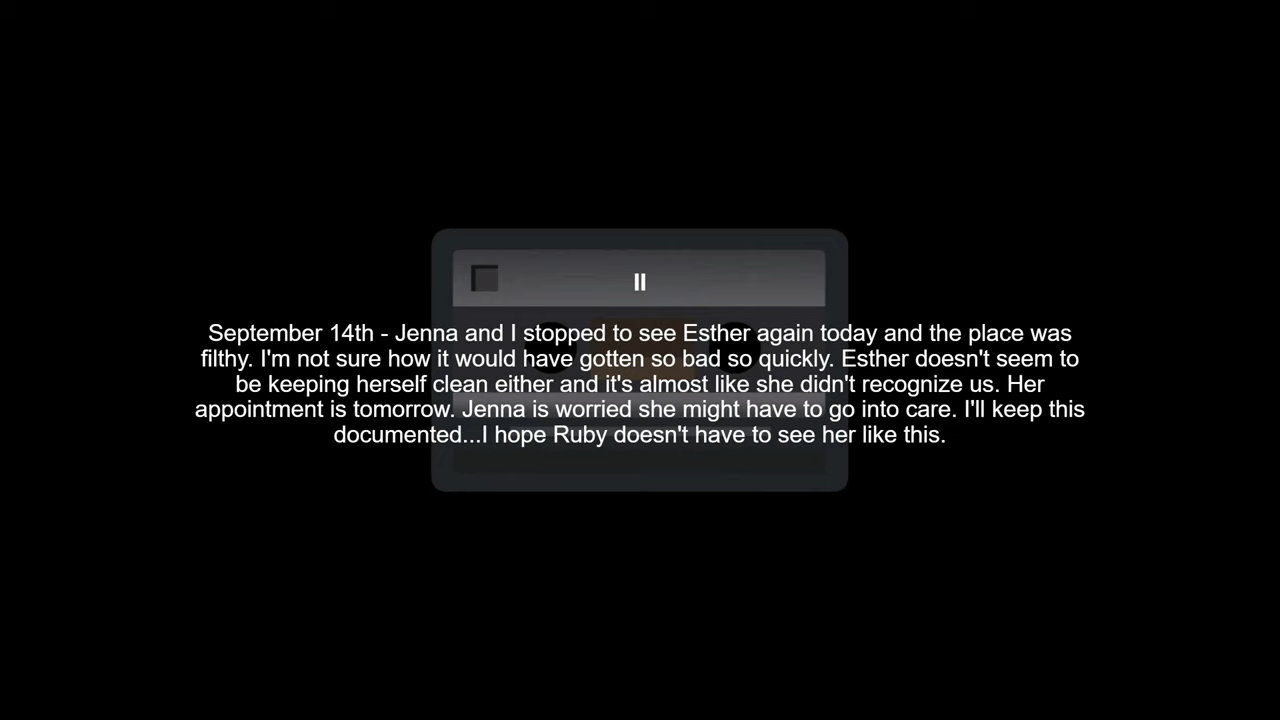 II
September 14th - Jenna and I stopped to see Esther again today and the place was
filthy. I'm not sure how it would have gotten so bad so quickly. Esther doesn't seem to
be keeping herself clean either and it's almost like she didn't recognize us. Her
appointment is tomorrow. Jenna is worried she might have to go into care. I'll keep this
documented...I hope Ruby doesn't have to see her like this.